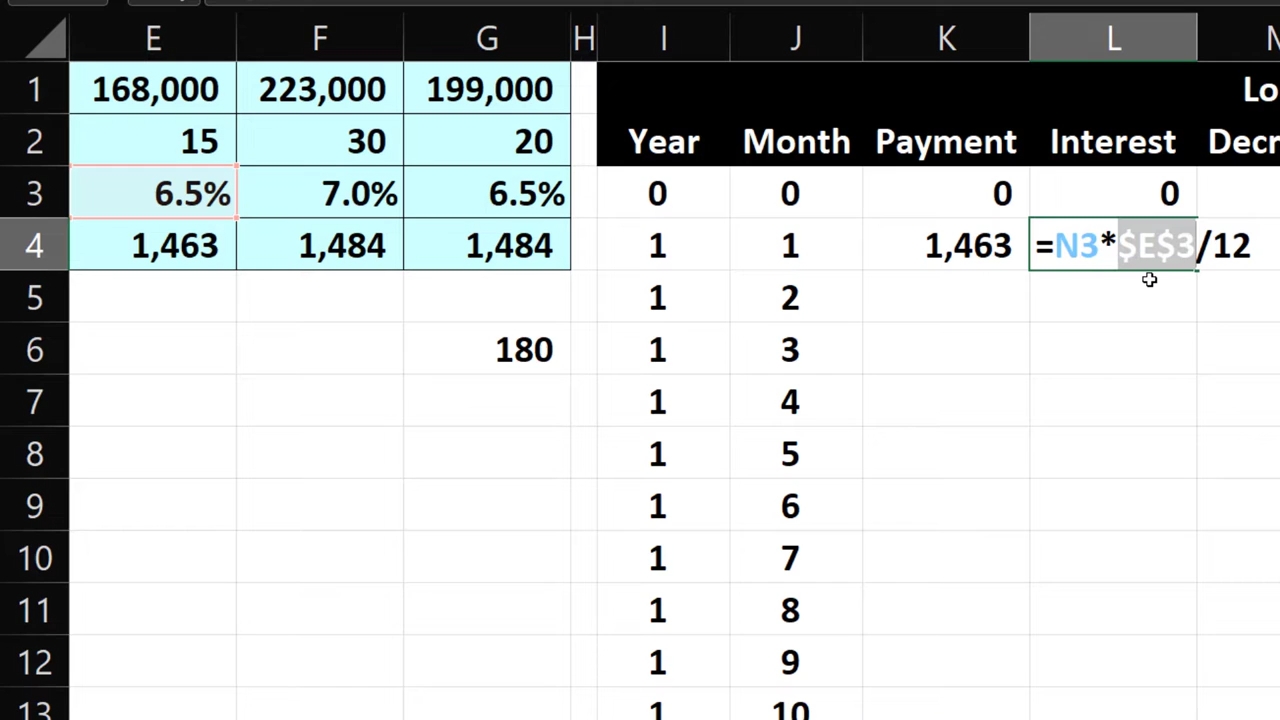 E F G H I J K L M
1 168,000 223,000 199,000 Lo
2 15 30 20 Year Month Payment Interest Decr
3 6.5% 7.0% 6.5% 0 0 0 0
4 1,463 1,484 1,484 1 1 1,463 =N3*$E$3/12
5 1 2
6 180 1 3
7 1 4
8 1 5
9 1 6
10 1 7
11 1 8
12 1 9
13 1 10